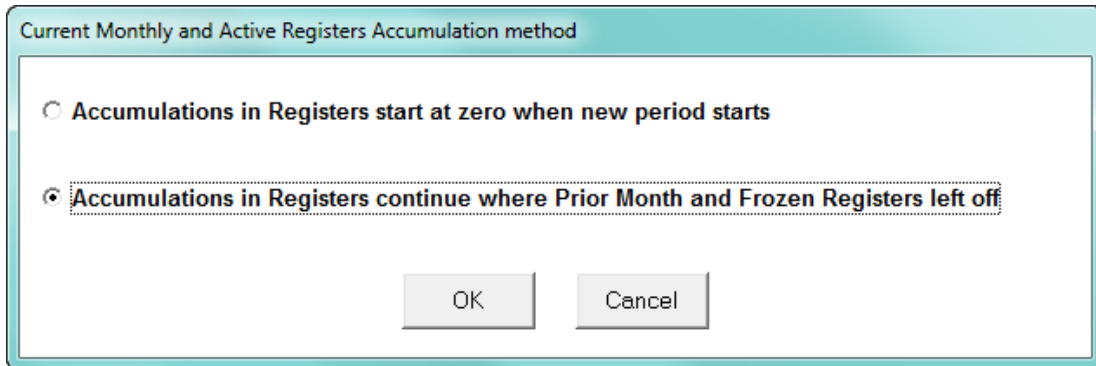 Current Monthly and Active Registers Accumulation method
Accumulations in Registers start at zero when new period starts
Accumulations in Registers continue where Prior Month and Frozen Registers left off
OK Cancel